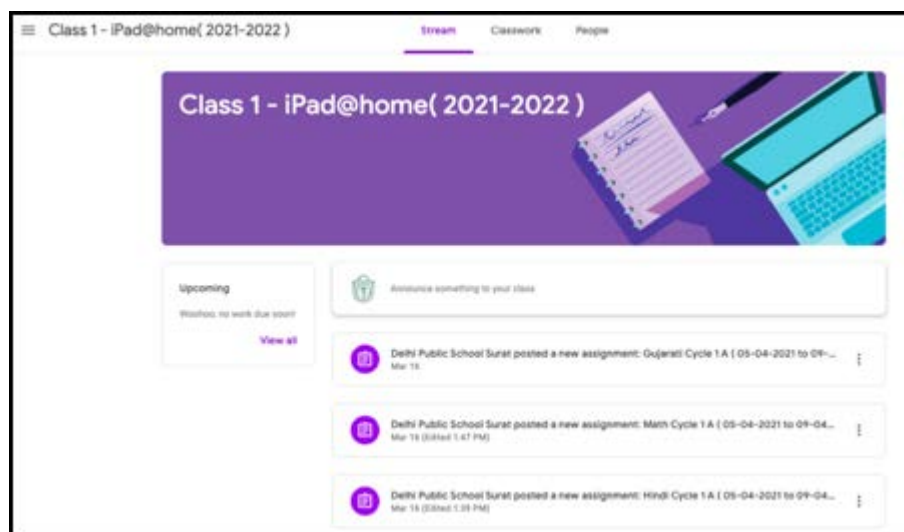 Class 1 - iPad@home( 2021-2022 )
Stream Classwork People
Class 1 - iPad@home( 2021-2022 )
Upcoming
Woohoo, no work due soon!
View all
Announce something to your class
Delhi Public School Surat posted a new assignment: Gujarati Cycle 1 A ( 05-04-2021 to 09-...
Mar 16
Delhi Public School Surat posted a new assignment: Math Cycle 1 A ( 05-04-2021 to 09-04...
Mar 16 (Edited 1:47 PM)
Delhi Public School Surat posted a new assignment: Hindi Cycle 1 A ( 05-04-2021 to 09-04...
Mar 16 (Edited 1:39 PM)